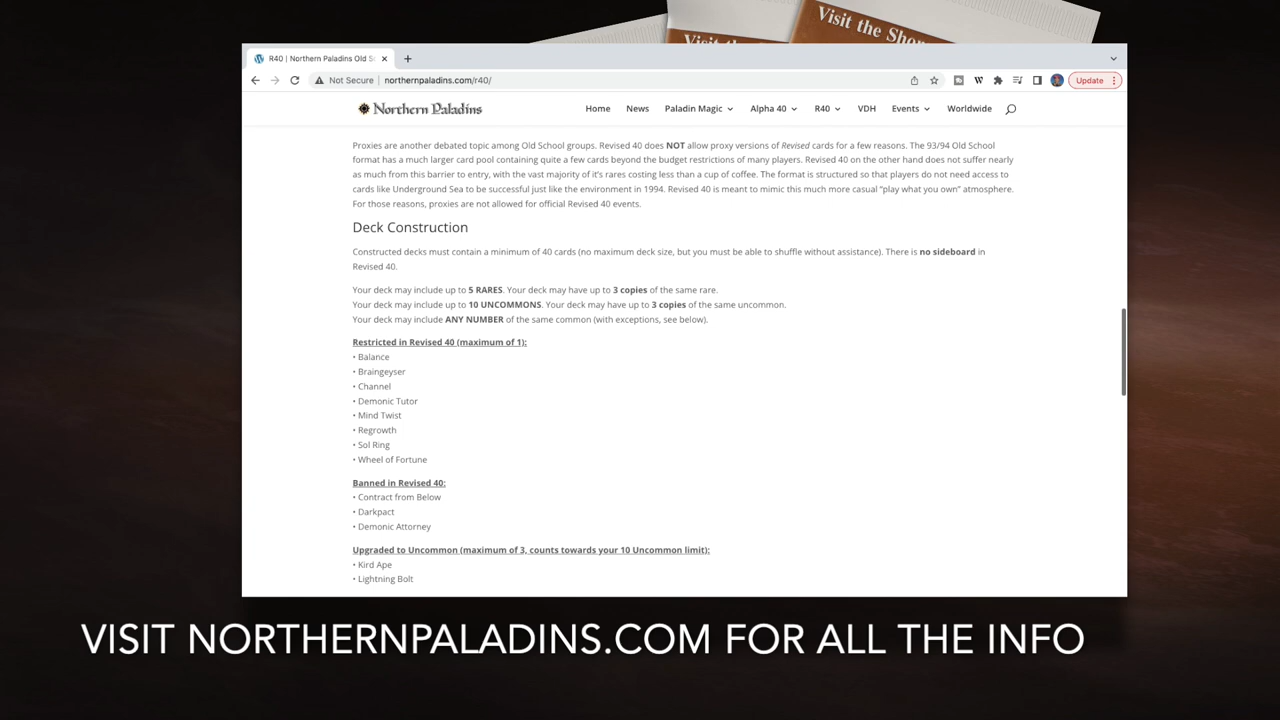 Visit the Shop
R40 | Northern Paladins Old S
Not Secure northernpaladins.com/r40/ Update
Northern Paladins Home News Paladin Magic Alpha 40 R40 VDH Events Worldwide
Proxies are another debated topic among Old School groups. Revised 40 does NOT allow proxy versions of Revised cards for a few reasons. The 93/94 Old School
format has a much larger card pool containing quite a few cards beyond the budget restrictions of many players. Revised 40 on the other hand does not suffer nearly
as much from this barrier to entry, with the vast majority of it's rares costing less than a cup of coffee. The format is structured so that players do not need access to
cards like Underground Sea to be successful just like the environment in 1994. Revised 40 is meant to mimic this much more casual "play what you own" atmosphere.
For those reasons, proxies are not allowed for official Revised 40 events.
Deck Construction
Constructed decks must contain a minimum of 40 cards (no maximum deck size, but you must be able to shuffle without assistance). There is no sideboard in
Revised 40.
Your deck may include up to 5 RARES. Your deck may have up to 3 copies of the same rare.
Your deck may include up to 10 UNCOMMONS. Your deck may have up to 3 copies of the same uncommon.
Your deck may include ANY NUMBER of the same common (with exceptions, see below).
Restricted in Revised 40 (maximum of 1):
• Balance
• Braingeyser
• Channel
• Demonic Tutor
• Mind Twist
• Regrowth
• Sol Ring
• Wheel of Fortune
Banned in Revised 40:
• Contract from Below
• Darkpact
• Demonic Attorney
Upgraded to Uncommon (maximum of 3, counts towards your 10 Uncommon limit):
• Kird Ape
• Lightning Bolt
VISIT NORTHERNPALADINS.COM FOR ALL THE INFO